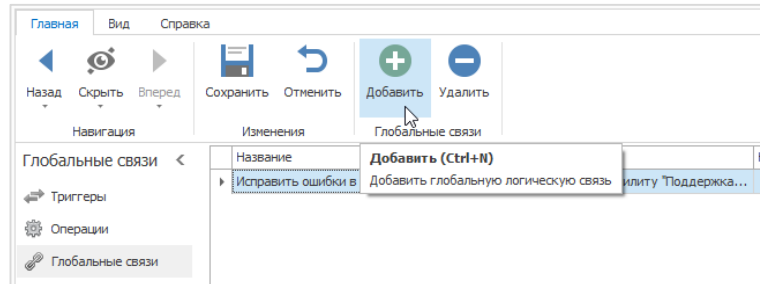 Главная Вид Справка
Назад Скрыть Вперед Сохранить Отменить Добавить Удалить
Навигация Изменения Глобальные связи
Глобальные связи <
Название
Добавить (Ctrl+N)
Исправить ошибки в
Добавить глобальную логическую связь
илиту "Поддержка...
Триггеры
Операции
Глобальные связи